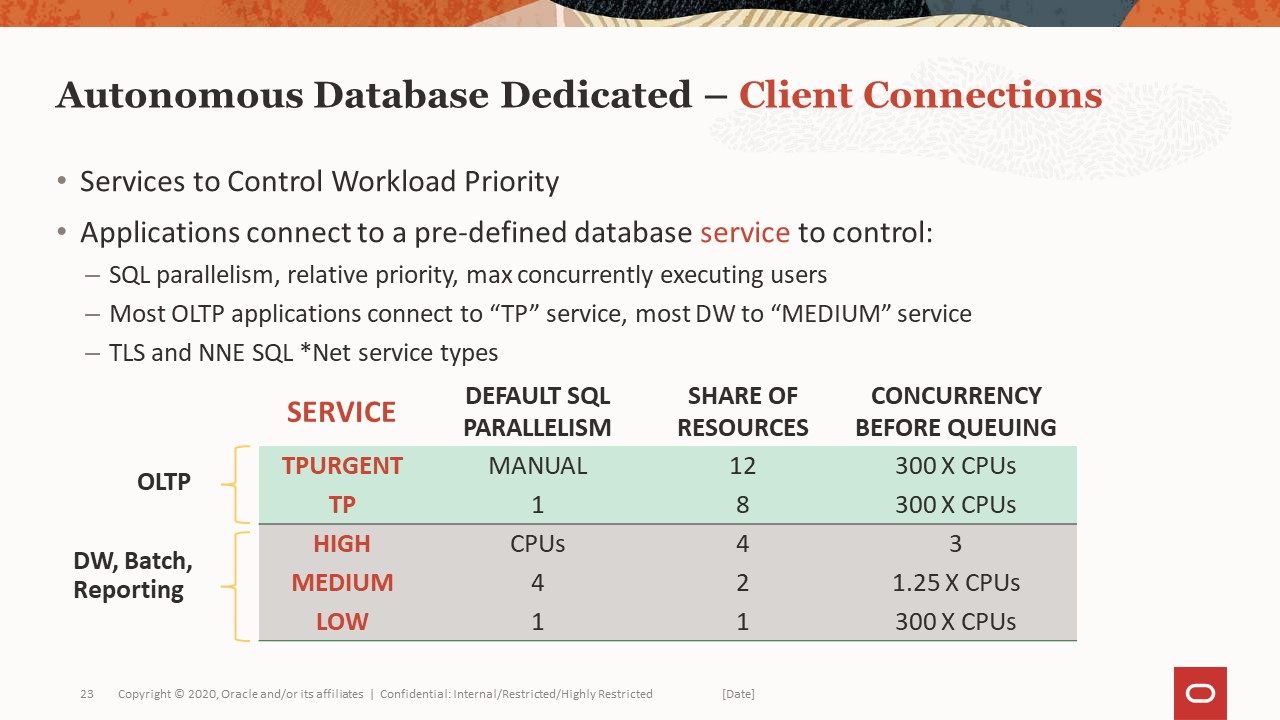 Autonomous Database Dedicated – Client Connections
• Services to Control Workload Priority
• Applications connect to a pre-defined database service to control:
– SQL parallelism, relative priority, max concurrently executing users
– Most OLTP applications connect to “TP” service, most DW to “MEDIUM” service
– TLS and NNE SQL *Net service types
SERVICE DEFAULT SQL PARALLELISM SHARE OF RESOURCES CONCURRENCY BEFORE QUEUING
OLTP
TPURGENT MANUAL 12 300 X CPUs
TP 1 8 300 X CPUs
DW, Batch,
Reporting
HIGH CPUs 4 3
MEDIUM 4 2 1.25 X CPUs
LOW 1 1 300 X CPUs
23 Copyright © 2020, Oracle and/or its affiliates | Confidential: Internal/Restricted/Highly Restricted [Date]